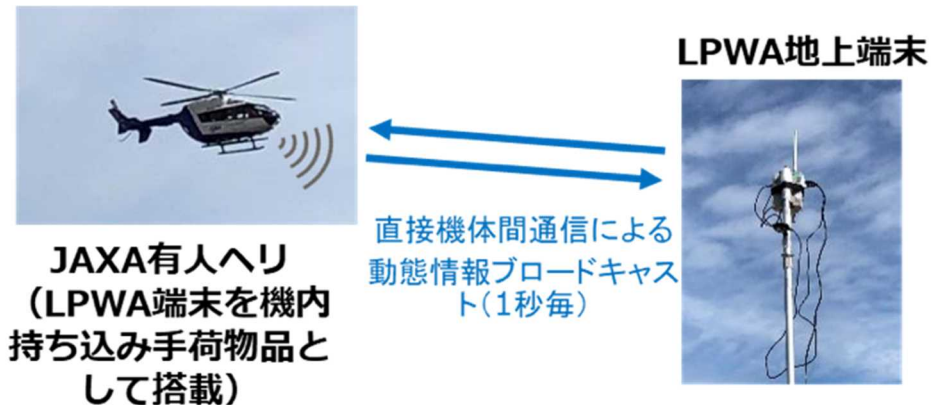 LPWA地上端末
直接機体間通信による
動態情報ブロードキャス
ト(1秒毎)
JAXA有人ヘリ
(LPWA端末を機内
持ち込み手荷物品と
して搭載)